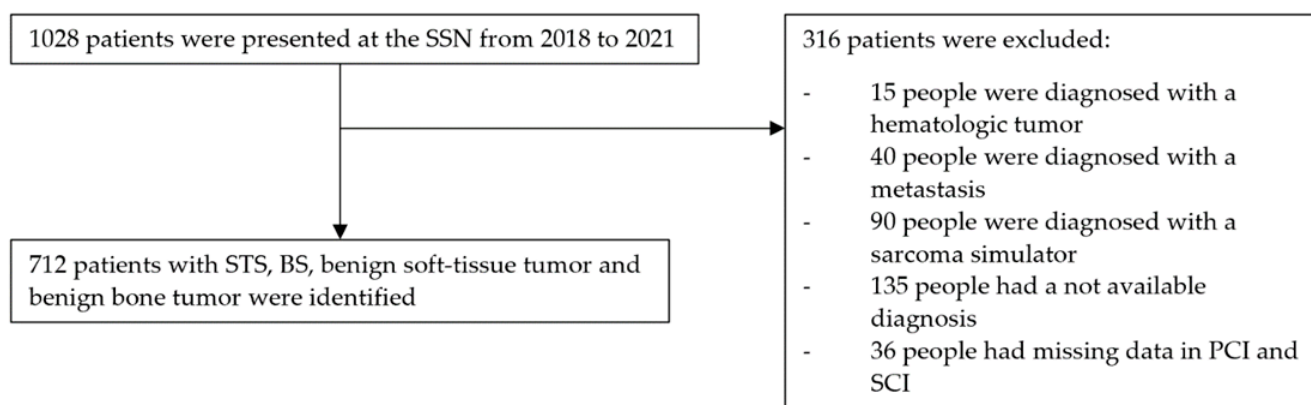 1028 patients were presented at the SSN from 2018 to 2021
316 patients were excluded:
- 15 people were diagnosed with a
hematologic tumor
- 40 people were diagnosed with a
metastasis
- 90 people were diagnosed with a
sarcoma simulator
- 135 people had a not available
diagnosis
- 36 people had missing data in PCI and
SCI
712 patients with STS, BS, benign soft-tissue tumor and
benign bone tumor were identified